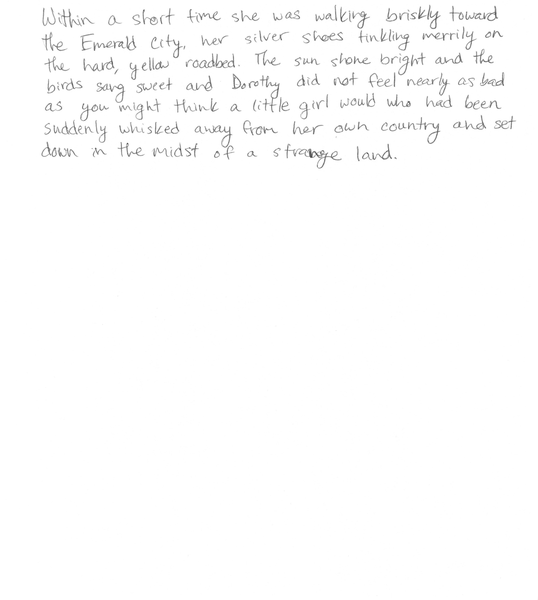 Within a short time she was walking briskly toward
the Emerald City, her silver shoes tinkling merrily on
the hard, yellow roadbed. The sun shone bright and the
birds sang sweet and Dorothy did not feel nearly as bad
as you might think a little girl would who had been
suddenly whisked away from her own country and set
down in the midst of a strange land.